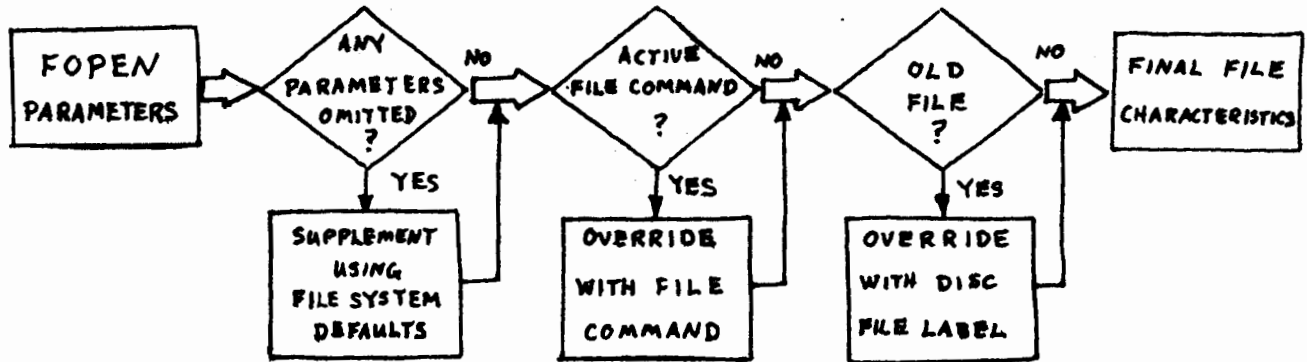 FOPEN
PARAMETERS
ANY
PARAMETERS
OMITTED
?
NO
YES
SUPPLEMENT
USING
FILE SYSTEM
DEFAULTS
ACTIVE
FILE COMMAND
?
NO
YES
OVERRIDE
WITH FILE
COMMAND
OLD
FILE
?
NO
YES
OVERRIDE
WITH DISC
FILE LABEL
FINAL FILE
CHARACTERISTICS